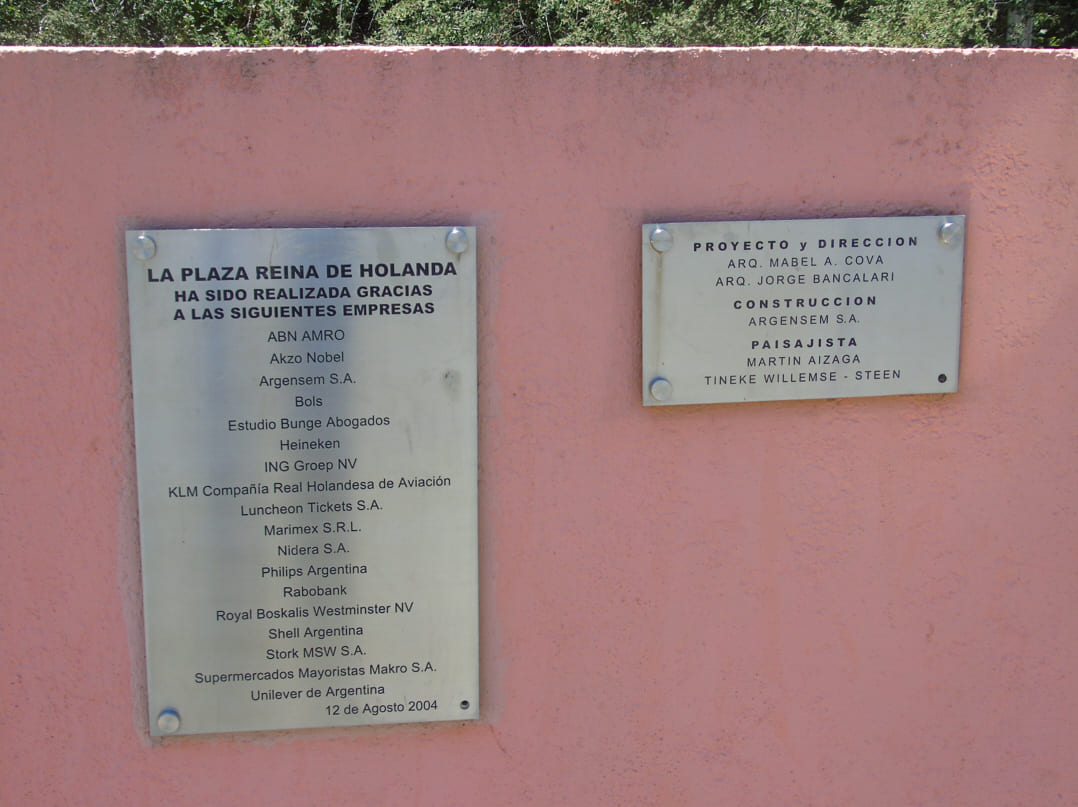 LA PLAZA REINA DE HOLANDA
HA SIDO REALIZADA GRACIAS
A LAS SIGUIENTES EMPRESAS
ABN AMRO
Akzo Nobel
Argensem S.A.
Bols
Estudio Bunge Abogados
Heineken
ING Groep NV
KLM Compañía Real Holandesa de Aviación
Luncheon Tickets S.A.
Marimex S.R.L.
Nidera S.A.
Philips Argentina
Rabobank
Royal Boskalis Westminster NV
Shell Argentina
Stork MSW S.A.
Supermercados Mayoristas Makro S.A.
Unilever de Argentina
12 de Agosto 2004
PROYECTO y DIRECCION
ARQ. MABEL A. COVA
ARQ. JORGE BANCALARI
CONSTRUCCION
ARGENSEM S.A.
PAISAJISTA
MARTIN AIZAGA
TINEKE WILLEMSE - STEEN